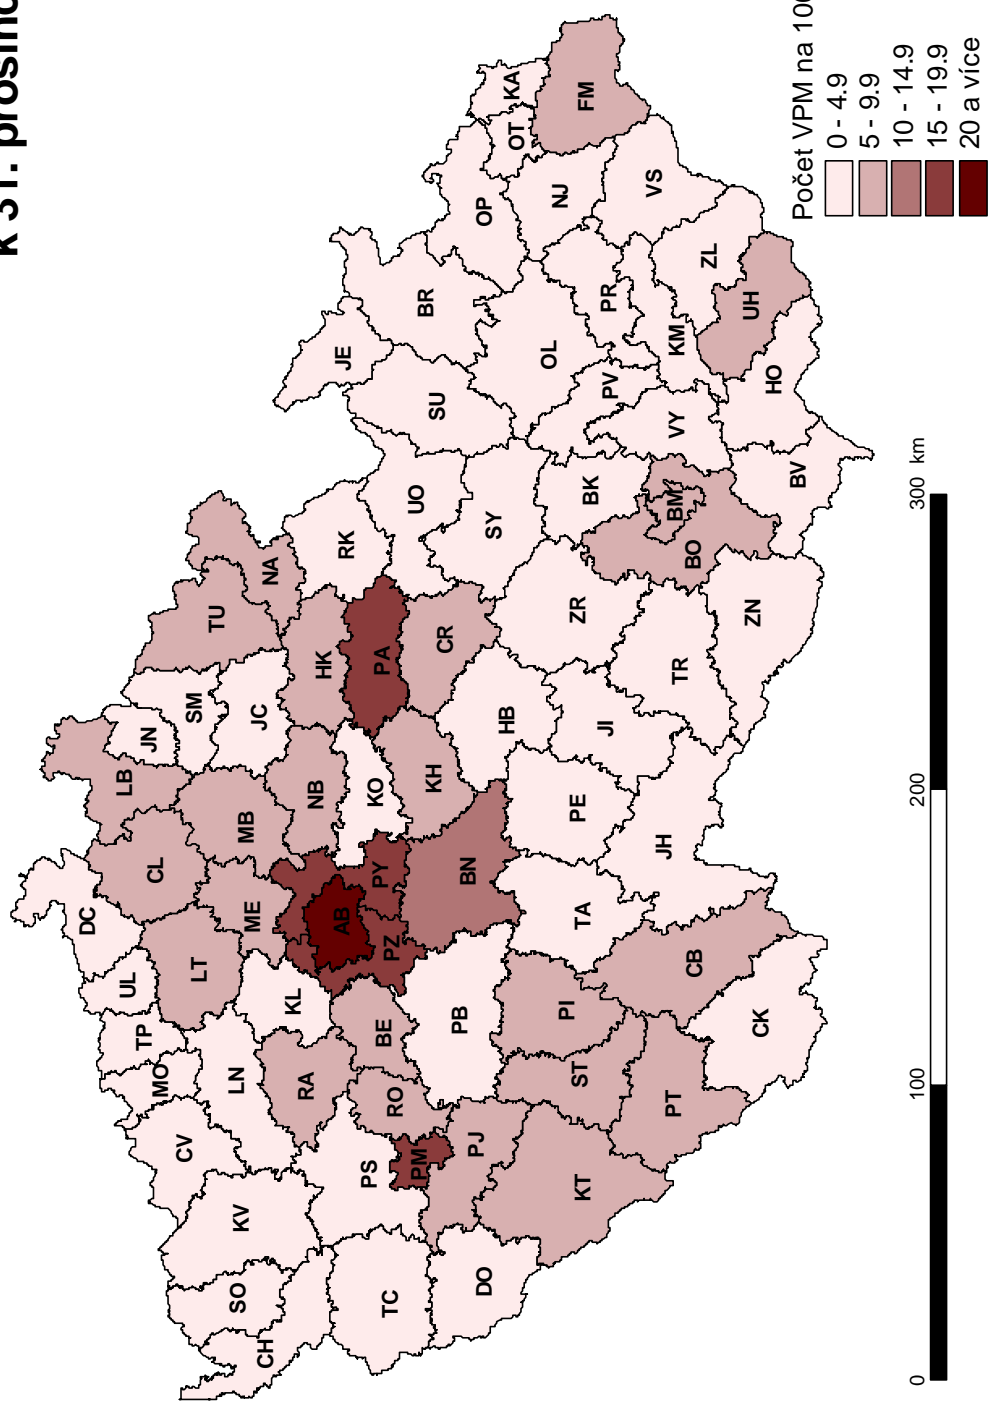 k 31. prosinc
KA
FM
OT
OP
NJ
VS
BR
PR
ZL
UH
JE
KM
OL
HO
SU
PV
VY
BV
UO
BK
BM
SY
BO
RK
NA
ZR
ZN
TU
CR
HK
PA
TR
SM
JC
HB
JI
JN
LB
NB
KO
KH
PE
MB
JH
CL
PY
BN
DC
ME
AB
TA
PZ
UL
LT
CB
KL
PB
PI
CK
TP
BE
MO
LN
RA
RO
ST
PT
CV
PS
PM
PJ
KT
KV
SO
TC
DO
CH
Počet VPM na 100
0 - 4.9
5 - 9.9
10 - 14.9
15 - 19.9
20 a více
0 100 200 300 km